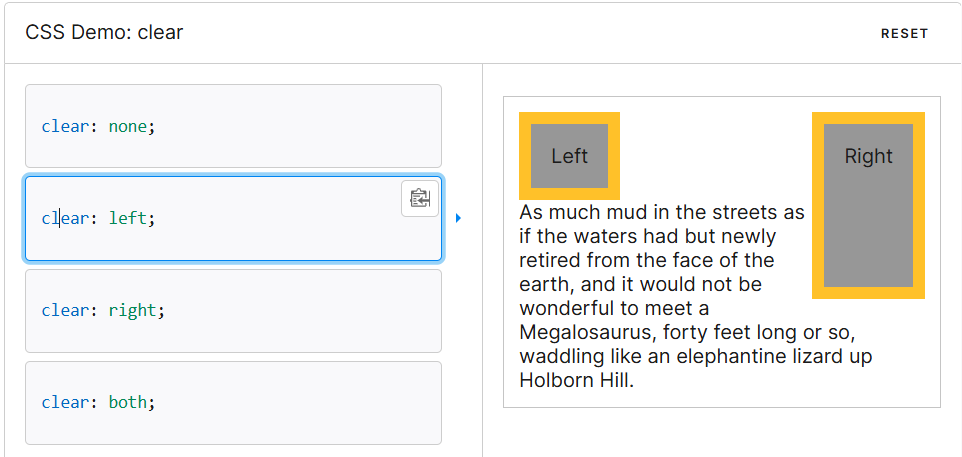 CSS Demo: clear
RESET
clear: none;
clear: left;
clear: right;
clear: both;
Left
Right
As much mud in the streets as
if the waters had but newly
retired from the face of the
earth, and it would not be
wonderful to meet a
Megalosaurus, forty feet long or so,
waddling like an elephantine lizard up
Holborn Hill.